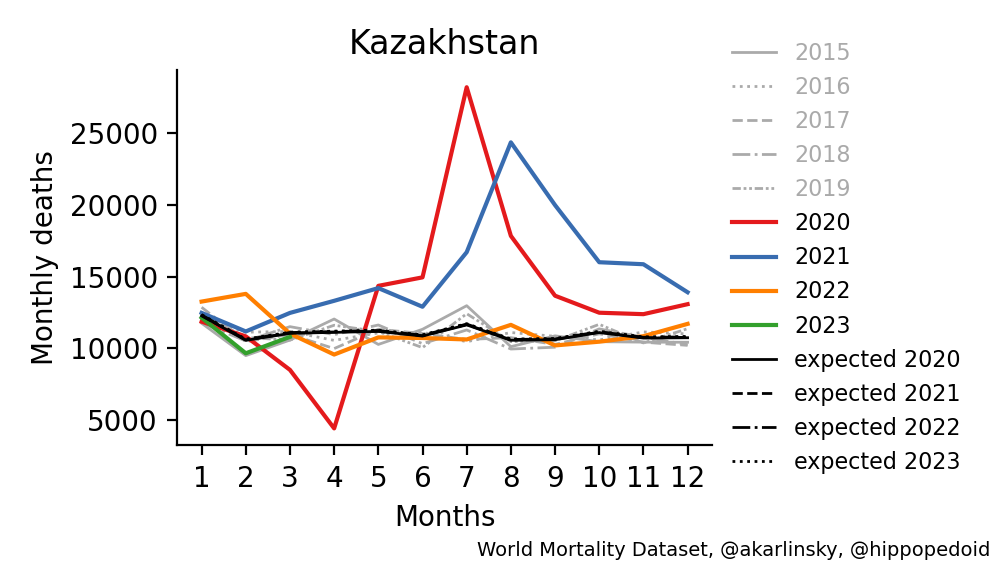 Kazakhstan
Monthly deaths
25000
20000
15000
10000
5000
1 2 3 4 5 6 7 8 9 10 11 12
Months
2015
2016
2017
2018
2019
2020
2021
2022
2023
expected 2020
expected 2021
expected 2022
expected 2023
World Mortality Dataset, @akarlinsky, @hippopedoid